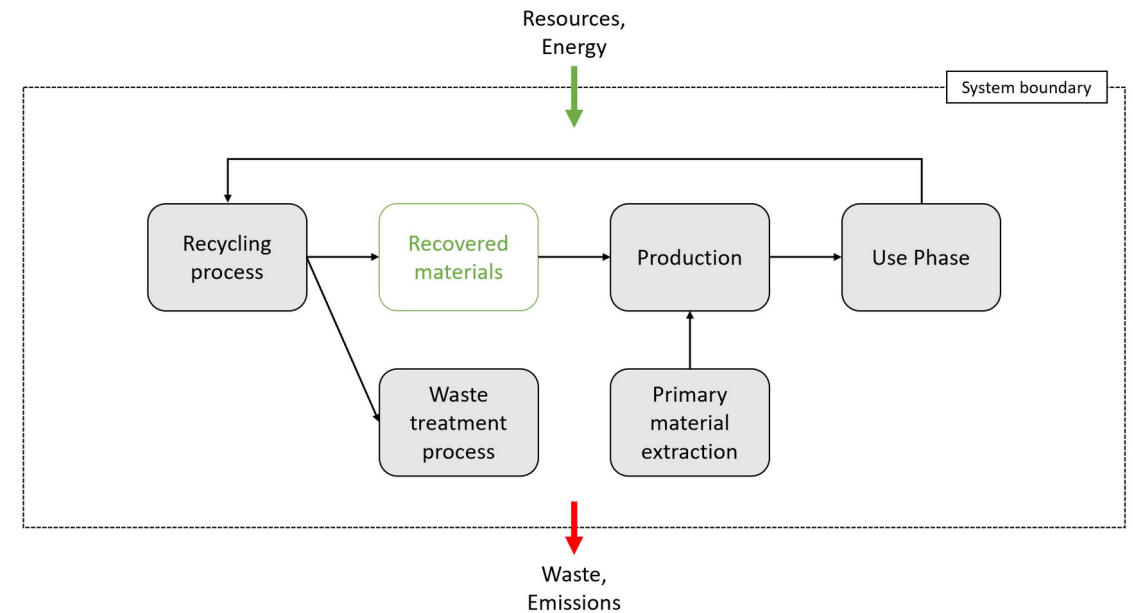 Resources,
Energy
System boundary
Recycling
process
Recovered
materials
Production
Use Phase
Waste
treatment
process
Primary
material
extraction
Waste,
Emissions